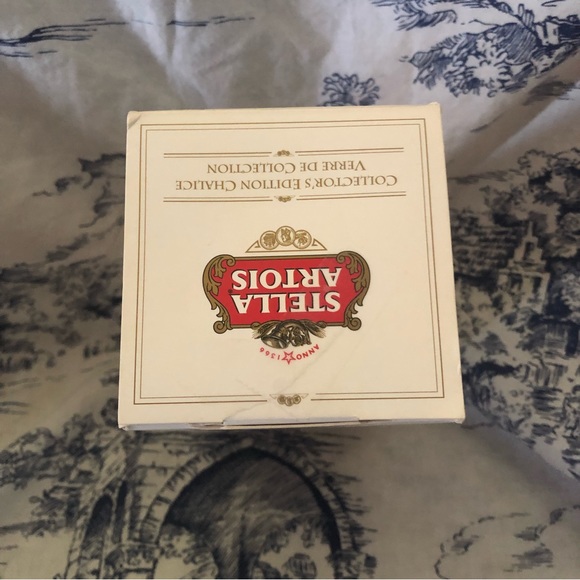 ANNO 1366
STELLA
ARTOIS
COLLECTOR'S EDITION CHALICE
VERRE DE COLLECTION